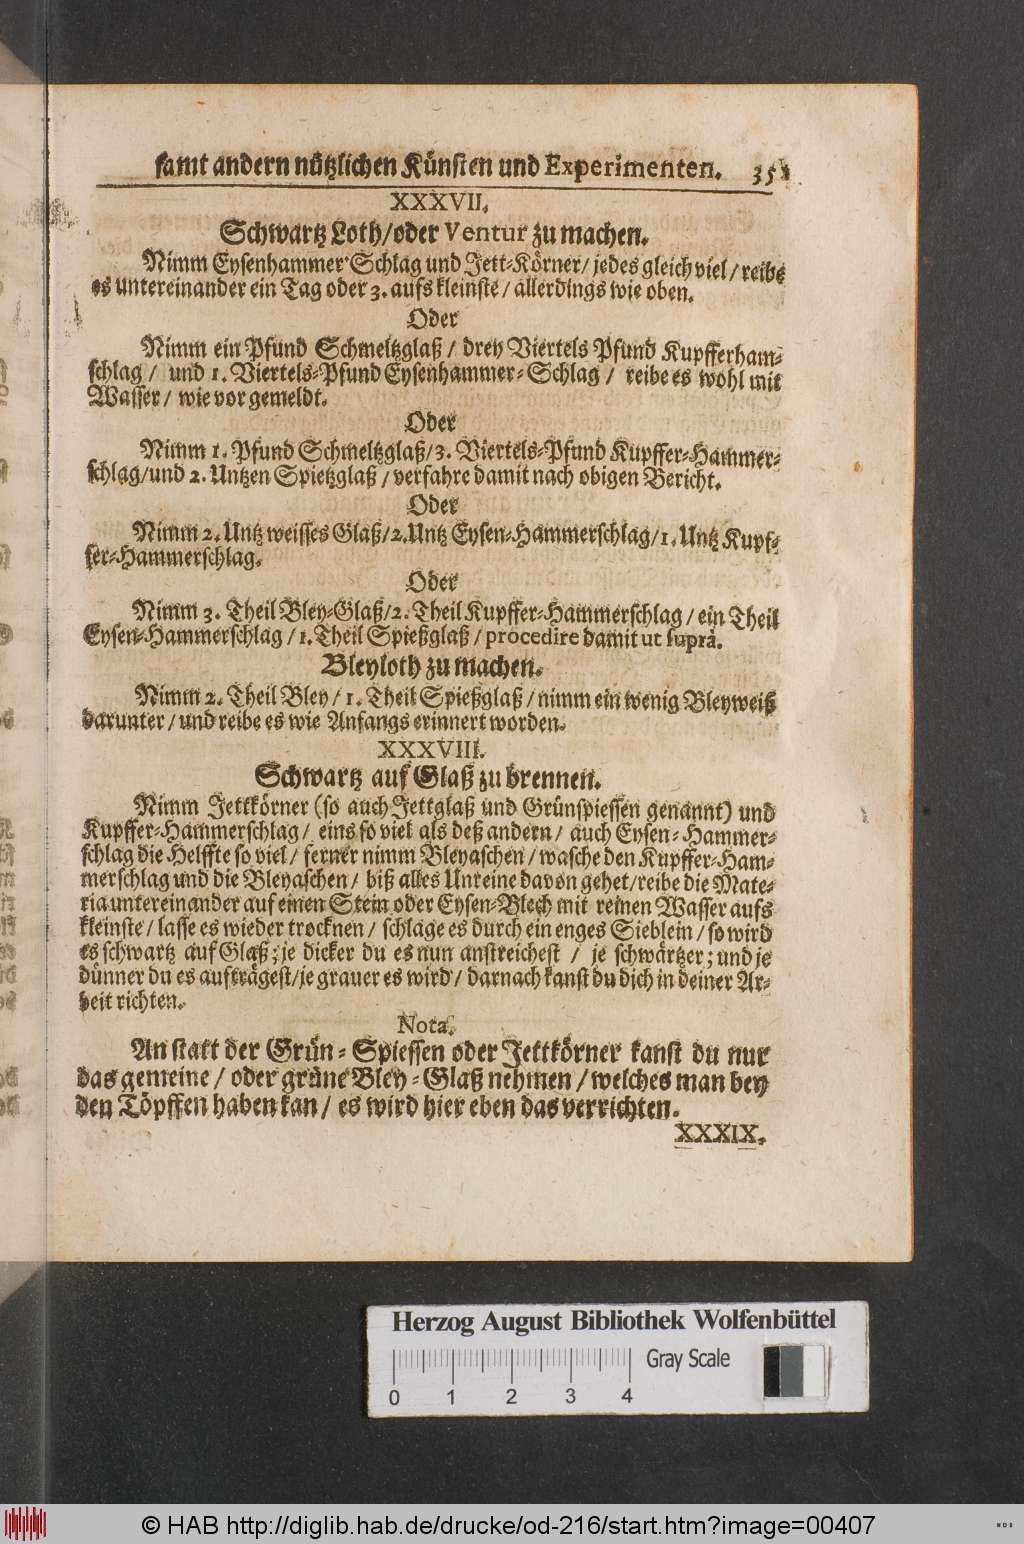 samt andern nützlichen Künsten und Experimenten. 35
XXXVII.
Schwartz Loth/oder Ventur zu machen.
Nimm Eysenhammer-Schlag und Jett-Körner/ jedes gleich viel/ reibe
es untereinander ein Tag oder 3. aufs kleinste/ allerdings wie oben.
Oder
Nimm ein Pfund Schmeltzglaß / drey Viertels Pfund Kupfferham-
schlag / und 1. Viertels-Pfund Eysenhammer-Schlag / reibe es wohl mit
Wasser/ wie vor gemeldt.
Oder
Nimm 1. Pfund Schmeltzglaß/3. Viertels-Pfund Kupffer-Hammer-
schlag/und 2. Untzen Spietzglaß / verfahre damit nach obigen Bericht.
Oder
Nimm 2. Untz weisses Glaß/2. Untz Eysen-Hammerschlag/1. Untz Kupf-
fer-Hammerschlag.
Oder
Nimm 3. Theil Bley-Glaß/2. Theil Kupffer-Hammerschlag / ein Theil
Eysen-Hammerschlag / 1. Theil Spießglaß / procedire damit ut suprà.
Bleyloth zu machen.
Nimm 2. Theil Bley / 1. Theil Spießglaß / nimm ein wenig Bleyweiß
darunter / und reibe es wie Anfangs erinnert worden.
XXXVIII.
Schwartz auf Glaß zu brennen.
Nimm Jettkörner (so auch Jettglaß und Grünspiessen genannt) und
Kupffer-Hammerschlag / eins so viel als deß andern / auch Eysen-Hammer-
schlag die Helffte so viel / ferner nimm Bleyaschen / wasche den Kupffer-Ham-
merschlag und die Bleyaschen / biß alles Unreine davon gehet/reibe die Mate-
ria untereinander auf einen Stein oder Eysen-Blech mit reinen Wasser aufs
kleinste / lasse es wieder trocknen / schlage es durch ein enges Sieblein / so wird
es schwartz auf Glaß; je dicker du es nun anstreichest / je schwärtzer; und je
dünner du es aufträgest/je grauer es wird / darnach kanst du dich in deiner Ar-
beit richten.
Nota.
An statt der Grün-Spiessen oder Jettkörner kanst du nur
das gemeine / oder grüne Bley-Glaß nehmen / welches man bey
den Töpffen haben kan / es wird hier eben das verrichten.
XXXIX.
Herzog August Bibliothek Wolfenbüttel
Gray Scale
0 1 2 3 4
© HAB http://diglib.hab.de/drucke/od-216/start.htm?image=00407